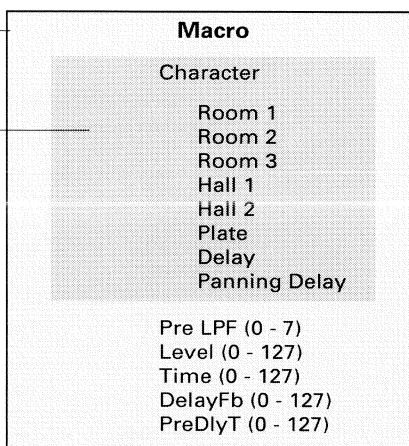 Macro
Character
Room 1
Room 2
Room 3
Hall 1
Hall 2
Plate
Delay
Panning Delay
Pre LPF (0 - 7)
Level (0 - 127)
Time (0 - 127)
DelayFb (0 - 127)
PreDlyT (0 - 127)